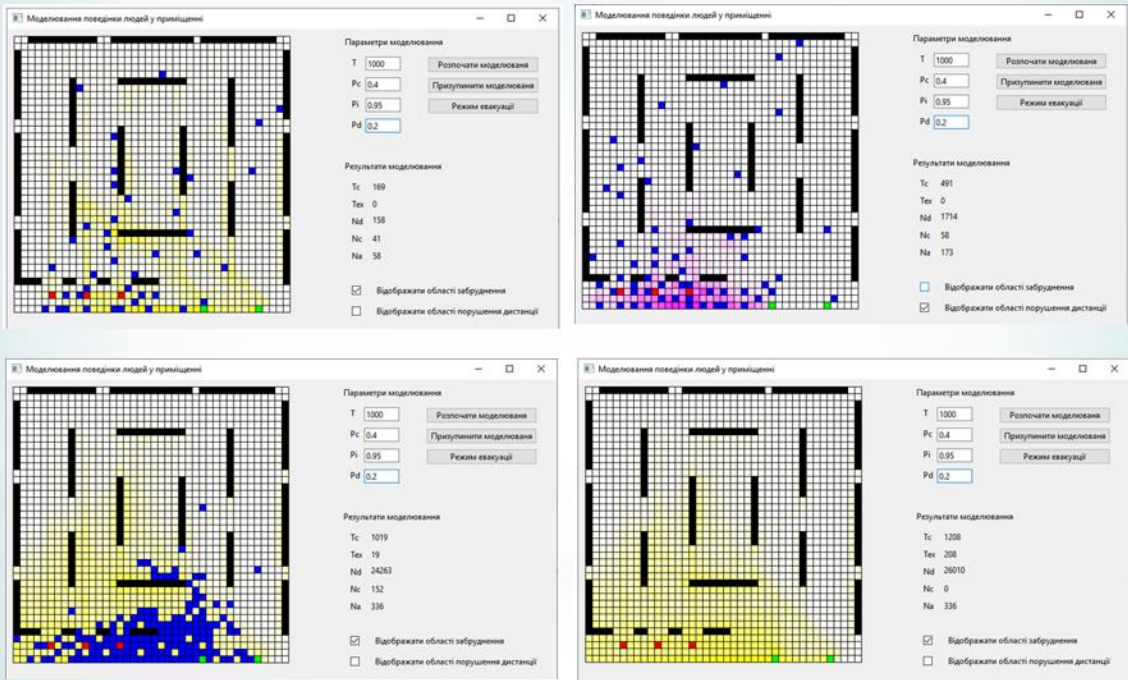 Моделювання поведінки людей у приміщенні
Параметри моделювання
T 1000 Розпочати моделювана
Pc 0.4 Призупинити моделювана
Pi 0.95 Режим евакуації
Pd 0.2
Результати моделювання
Tc 169
Tex 0
Nd 158
Nc 41
Na 58
Відображати області забруднення
Відображати області порушення дистанції
Моделювання поведінки людей у приміщенні
Параметри моделювання
T 1000 Розпочати моделювана
Pc 0.4 Призупинити моделювана
Pi 0.95 Режим евакуації
Pd 0.2
Результати моделювання
Tc 491
Tex 0
Nd 1714
Nc 58
Na 173
Відображати області забруднення
Відображати області порушення дистанції
Моделювання поведінки людей у приміщенні
Параметри моделювання
T 1000 Розпочати моделювана
Pc 0.4 Призупинити моделювана
Pi 0.95 Режим евакуації
Pd 0.2
Результати моделювання
Tc 1019
Tex 19
Nd 24263
Nc 152
Na 336
Відображати області забруднення
Відображати області порушення дистанції
Моделювання поведінки людей у приміщенні
Параметри моделювання
T 1000 Розпочати моделювана
Pc 0.4 Призупинити моделювана
Pi 0.95 Режим евакуації
Pd 0.2
Результати моделювання
Tc 1208
Tex 208
Nd 26010
Nc 0
Na 336
Відображати області забруднення
Відображати області порушення дистанції